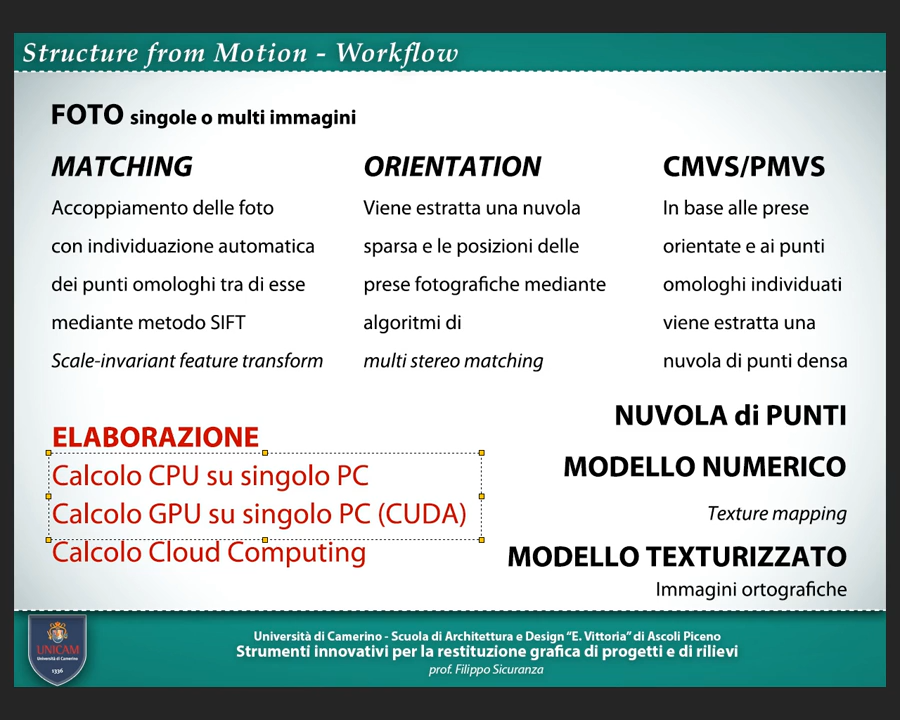 Structure from Motion - Workflow
FOTO singole o multi immagini
MATCHING
Accoppiamento delle foto
con individuazione automatica
dei punti omologhi tra di esse
mediante metodo SIFT
Scale-invariant feature transform
ORIENTATION
Viene estratta una nuvola
sparsa e le posizioni delle
prese fotografiche mediante
algoritmi di
multi stereo matching
CMVS/PMVS
In base alle prese
orientate e ai punti
omologhi individuati
viene estratta una
nuvola di punti densa
ELABORAZIONE
Calcolo CPU su singolo PC
Calcolo GPU su singolo PC (CUDA)
Calcolo Cloud Computing
NUVOLA di PUNTI
MODELLO NUMERICO
Texture mapping
MODELLO TEXTURIZZATO
Immagini ortografiche
UNICAM
Università di Camerino
1336
Università di Camerino - Scuola di Architettura e Design “E. Vittoria” di Ascoli Piceno
Strumenti innovativi per la restituzione grafica di progetti e di rilievi
prof. Filippo Sicuranza